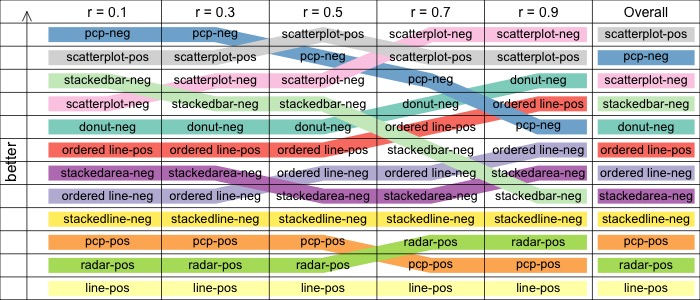 r = 0.1 r = 0.3 r = 0.5 r = 0.7 r = 0.9 Overall
pcp-neg pcp-neg scatterplot-pos scatterplot-neg scatterplot-neg scatterplot-pos
scatterplot-pos scatterplot-pos pcp-neg scatterplot-pos scatterplot-pos pcp-neg
stackedbar-neg scatterplot-neg scatterplot-neg pcp-neg donut-neg scatterplot-neg
scatterplot-neg stackedbar-neg stackedbar-neg donut-neg ordered line-pos stackedbar-neg
donut-neg donut-neg donut-neg ordered line-pos pcp-neg donut-neg
ordered line-pos ordered line-pos ordered line-pos stackedbar-neg ordered line-neg ordered line-pos
stackedarea-neg stackedarea-neg ordered line-neg ordered line-neg stackedarea-neg ordered line-neg
ordered line-neg ordered line-neg stackedarea-neg stackedarea-neg stackedbar-neg stackedarea-neg
stackedline-neg stackedline-neg stackedline-neg stackedline-neg stackedline-neg stackedline-neg
pcp-pos pcp-pos pcp-pos radar-pos radar-pos pcp-pos
radar-pos radar-pos radar-pos pcp-pos pcp-pos radar-pos
line-pos line-pos line-pos line-pos line-pos line-pos
better